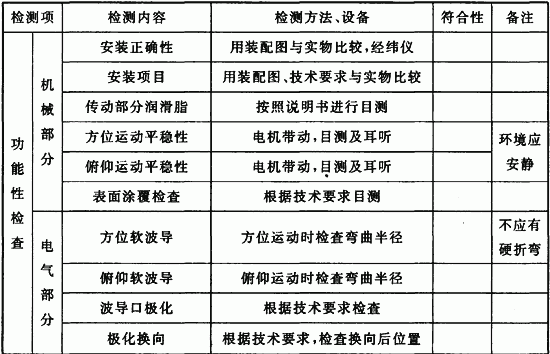 检测项 检测内容 检测方法、设备 符合性 备注
功能性检查 机械部分 安装正确性 用装配图与实物比较,经纬仪
安装项目 用装配图、技术要求与实物比较
传动部分润滑脂 按照说明书进行目测
方位运动平稳性 电机带动,目测及耳听 环境应安静
俯仰运动平稳性 电机带动,目测及耳听
表面涂覆检查 根据技术要求目测
电气部分 方位软波导 方位运动时检查弯曲半径 不应有硬折弯
俯仰软波导 俯仰运动时检查弯曲半径
波导口极化 根据技术要求检查
极化换向 根据技术要求,检查换向后位置